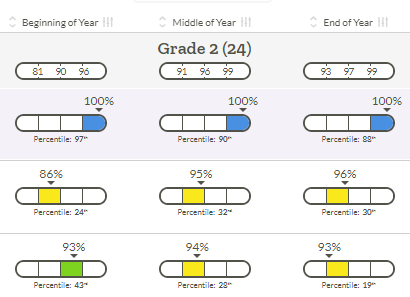 Beginning of Year Middle of Year End of Year
Grade 2 (24)
81 90 96 91 96 99 93 97 99
100% 100% 100%
Percentile: 97th Percentile: 90th Percentile: 88th
86% 95% 96%
Percentile: 24th Percentile: 32nd Percentile: 30th
93% 94% 93%
Percentile: 43rd Percentile: 28th Percentile: 19th